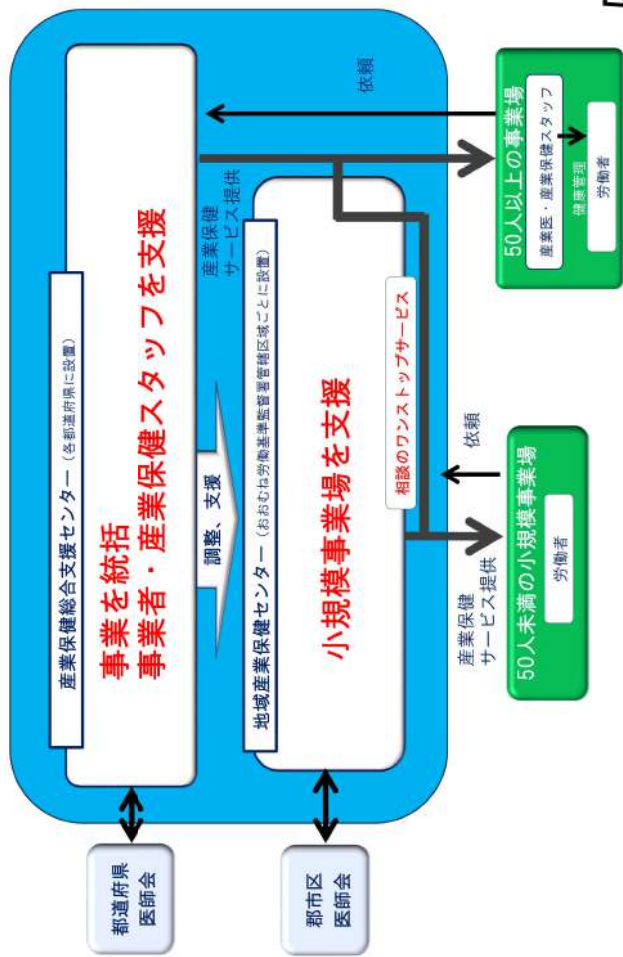 産業保健総合支援センター（各都道府県に設置）
事業を統括
事業者・産業保健スタッフを支援
都道府県
医師会
調整、支援
産業保健
サービス提供
依頼
地域産業保健センター（おおむね労働基準監督署管轄区域ごとに設置）
小規模事業場を支援
郡市区
医師会
相談のワンストップサービス
産業保健
サービス提供
依頼
50人未満の小規模事業場
労働者
50人以上の事業場
産業医・産業保健スタッフ
健康管理
労働者